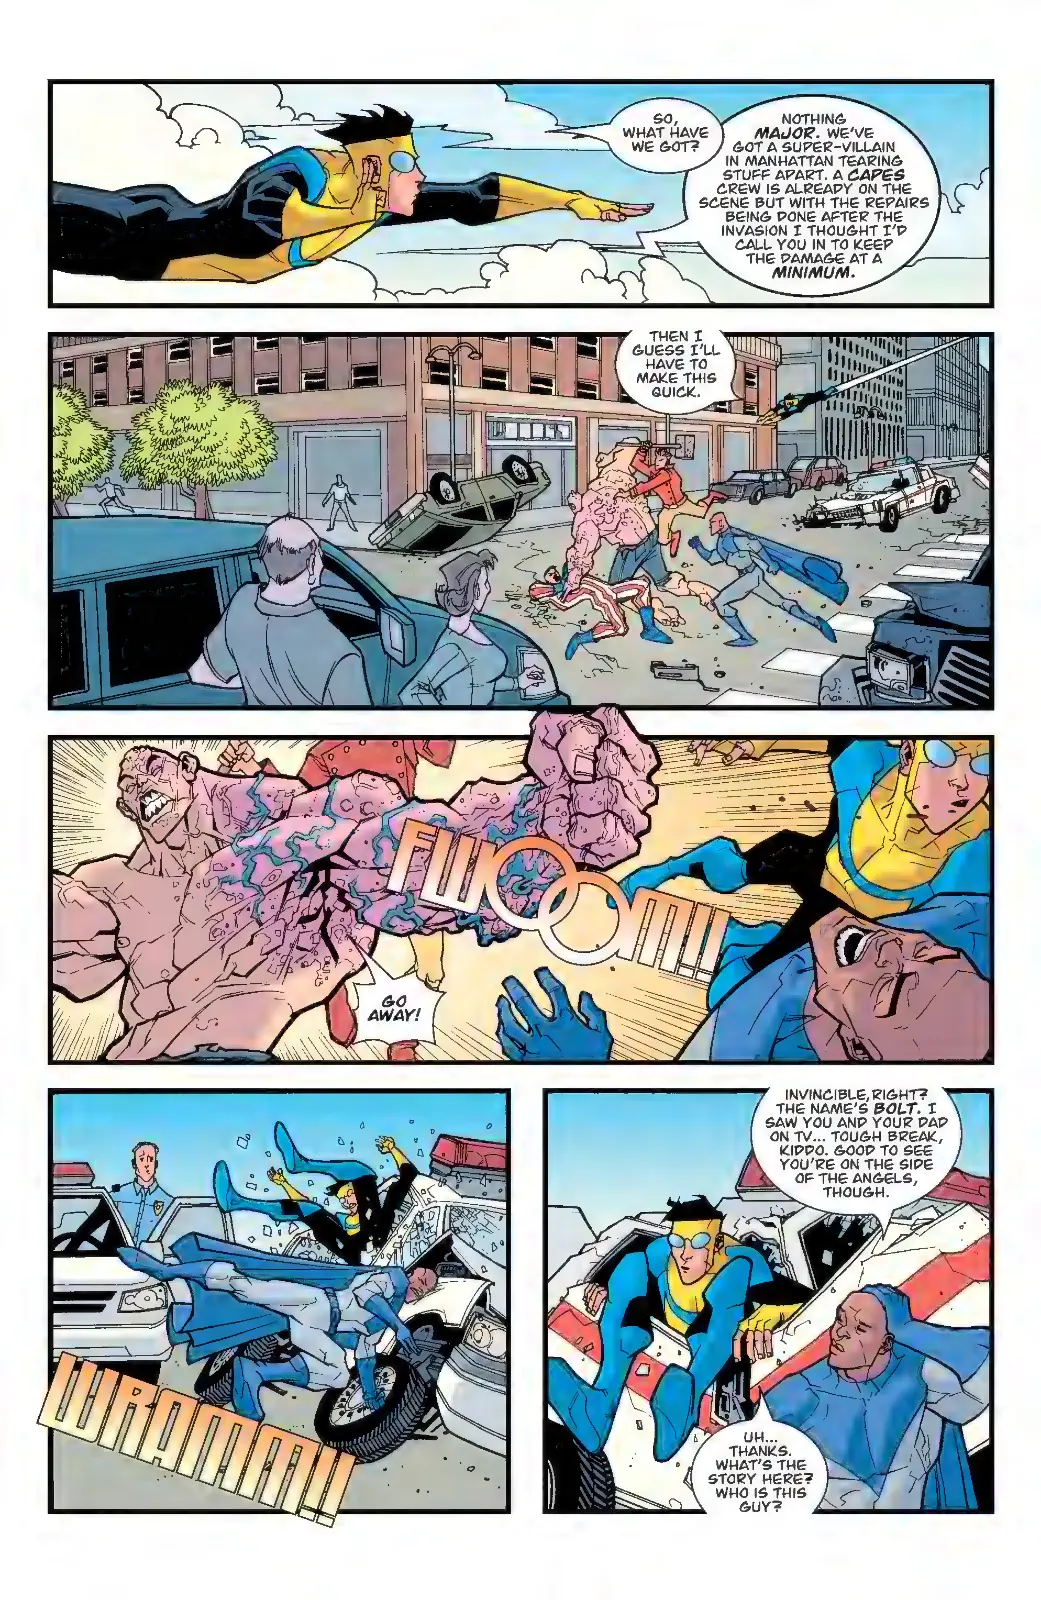 SO,
WHAT HAVE
WE GOT?
NOTHING
MAJOR. WE'VE
GOT A SUPER-VILLAIN
IN MANHATTAN TEARING
STUFF APART. A CAPES
CREW IS ALREADY ON THE
SCENE BUT WITH THE REPAIRS
BEING DONE AFTER THE
INVASION I THOUGHT I'D
CALL YOU IN TO KEEP
THE DAMAGE AT A
MINIMUM.
THEN I
GUESS I'LL
HAVE TO
MAKE THIS
QUICK.
FWOOOM!!
GO
AWAY!
WRAMM!!
INVINCIBLE, RIGHT?
THE NAME'S BOLT. I
SAW YOU AND YOUR DAD
ON TV... TOUGH BREAK,
KIDDO. GOOD TO SEE
YOU'RE ON THE SIDE
OF THE ANGELS,
THOUGH.
UH...
THANKS.
WHAT'S THE
STORY HERE?
WHO IS THIS
GUY?